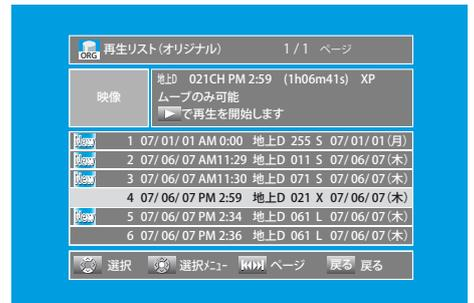 ORG 再生リスト(オリジナル) 1/1 ページ
映像
地上D 021CH PM 2:59 (1h06m41s) XP
ムーブのみ可能
で再生を開始します
New 1 07/01/01 AM 0:00 地上D 255 S 07/01/01(月)
New 2 07/06/07 AM11:29 地上D 011 S 07/06/07(木)
New 3 07/06/07 AM11:30 地上D 071 S 07/06/07(木)
4 07/06/07 PM 2:59 地上D 021 X 07/06/07(木)
New 5 07/06/07 PM 2:34 地上D 061 L 07/06/07(木)
6 07/06/07 PM 2:36 地上D 061 L 07/06/07(木)
選択 選択メニュー ページ 戻る 戻る